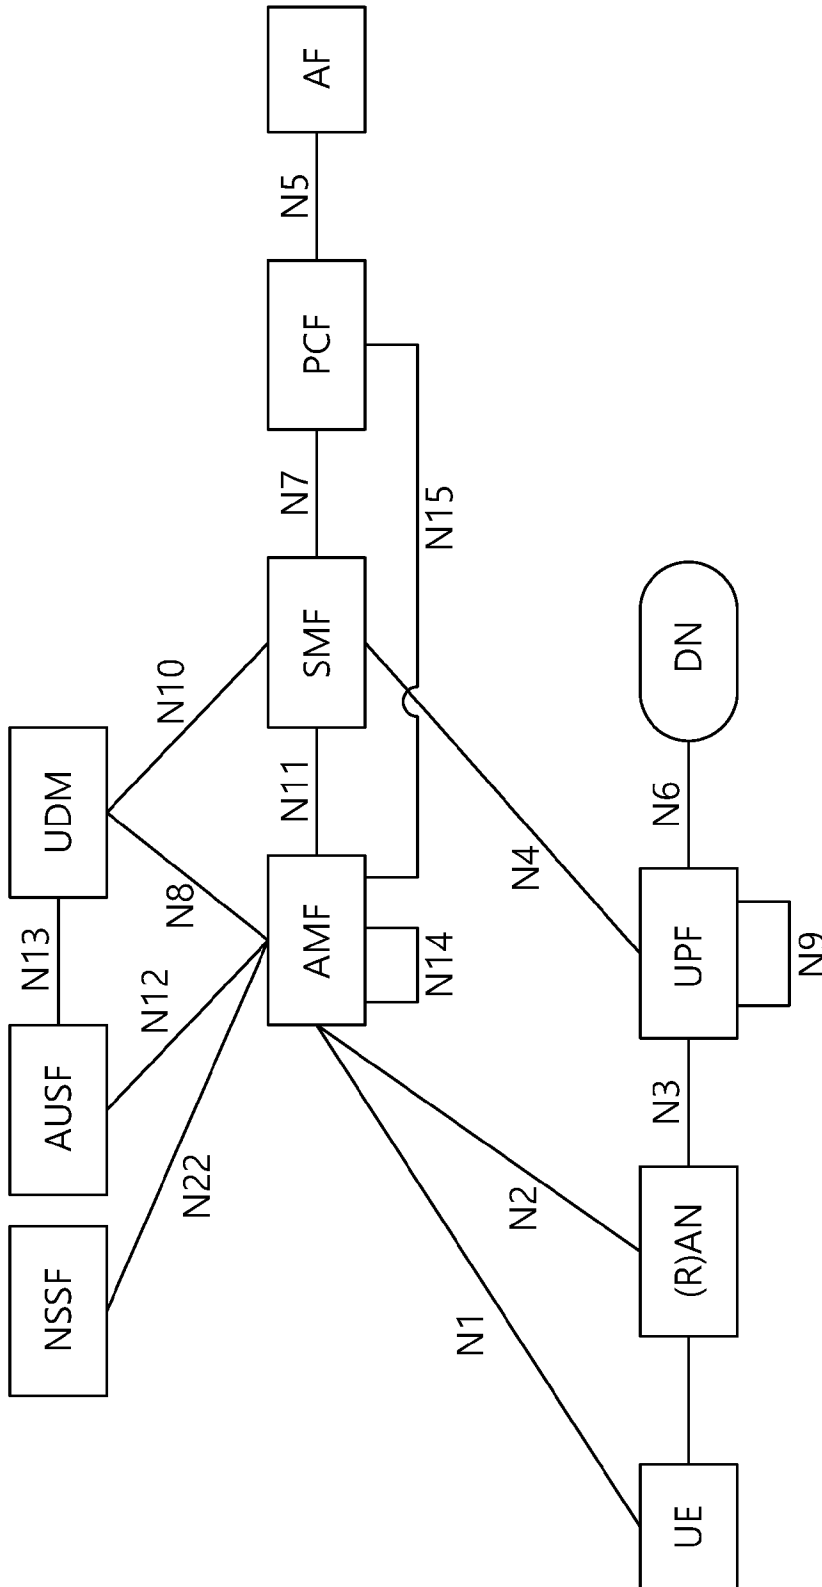 NSSF
AUSF
N13
UDM
N22
N12
N8
N10
AMF
N11
SMF
N7
PCF
N5
AF
N14
N15
N1
N2
N4
UE
(R)AN
N3
UPF
N6
DN
N9